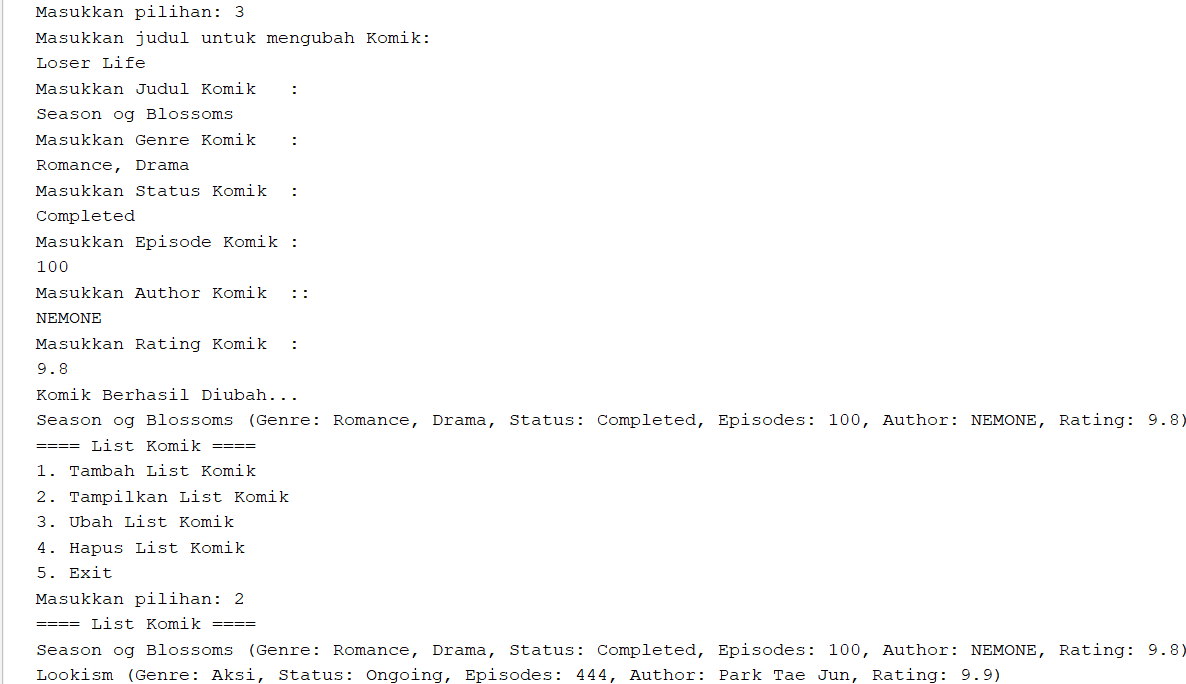 Masukkan pilihan: 3
Masukkan judul untuk mengubah Komik:
Loser Life
Masukkan Judul Komik   :
Season og Blossoms
Masukkan Genre Komik   :
Romance, Drama
Masukkan Status Komik  :
Completed
Masukkan Episode Komik :
100
Masukkan Author Komik  ::
NEMONE
Masukkan Rating Komik  :
9.8
Komik Berhasil Diubah...
Season og Blossoms (Genre: Romance, Drama, Status: Completed, Episodes: 100, Author: NEMONE, Rating: 9.8)
==== List Komik ====
1. Tambah List Komik
2. Tampilkan List Komik
3. Ubah List Komik
4. Hapus List Komik
5. Exit
Masukkan pilihan: 2
==== List Komik ====
Season og Blossoms (Genre: Romance, Drama, Status: Completed, Episodes: 100, Author: NEMONE, Rating: 9.8)
Lookism (Genre: Aksi, Status: Ongoing, Episodes: 444, Author: Park Tae Jun, Rating: 9.9)